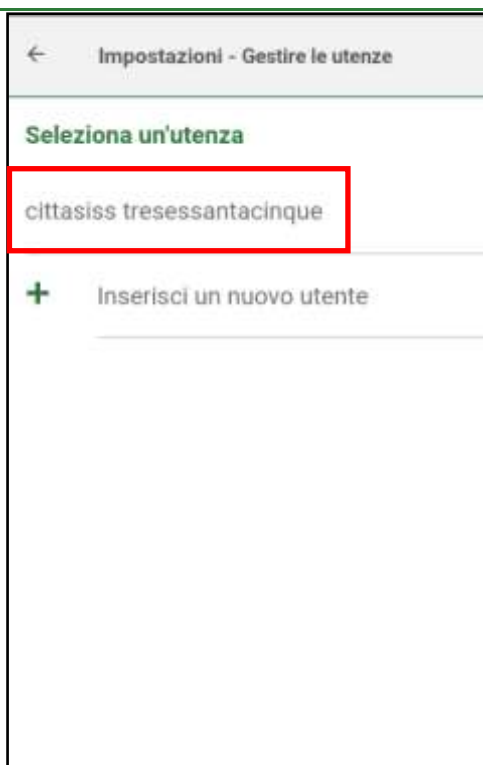 Impostazioni - Gestire le utenze
Seleziona un'utenza
cittasiss tresessantacinque
+ Inserisci un nuovo utente